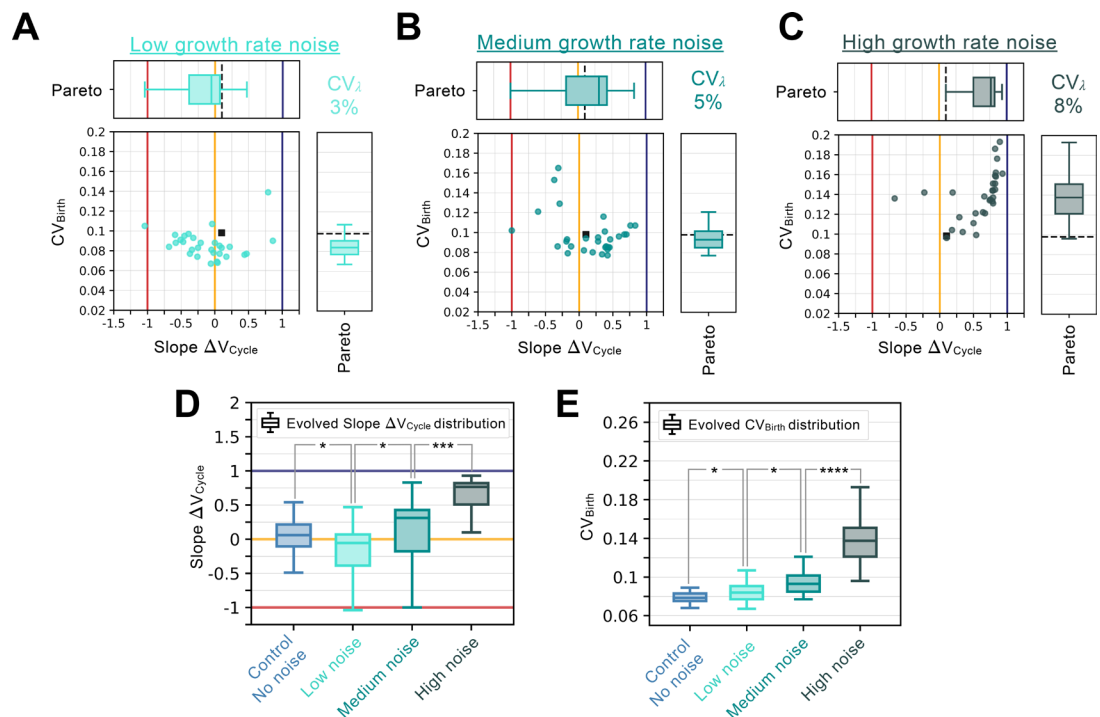 A
Low growth rate noise
Pareto
CVλ
3%
0.2
0.18
0.16
0.14
0.12
0.1
0.08
0.06
0.04
0.02
CVBirth
-1.5 -1 -0.5 0 0.5 1
Slope ΔVCycle
Pareto
B
Medium growth rate noise
CVλ
5%
Pareto
0.2
0.18
0.16
0.14
0.12
0.1
0.08
0.06
0.04
0.02
CVBirth
-1.5 -1 -0.5 0 0.5 1
Slope ΔVCycle
Pareto
C
High growth rate noise
CVλ
8%
Pareto
0.2
0.18
0.16
0.14
0.12
0.1
0.08
0.06
0.04
0.02
CVBirth
-1.5 -1 -0.5 0 0.5 1
Slope ΔVCycle
Pareto
D
Evolved Slope ΔVCycle distribution
* * ***
2
1.5
1
0.5
0
-0.5
-1
Slope ΔVCycle
Control
No noise
Low noise
Medium noise
High noise
E
Evolved CVBirth distribution
* * ****
0.26
0.22
0.18
0.14
0.1
0.06
CVBirth
Control
No noise
Low noise
Medium noise
High noise